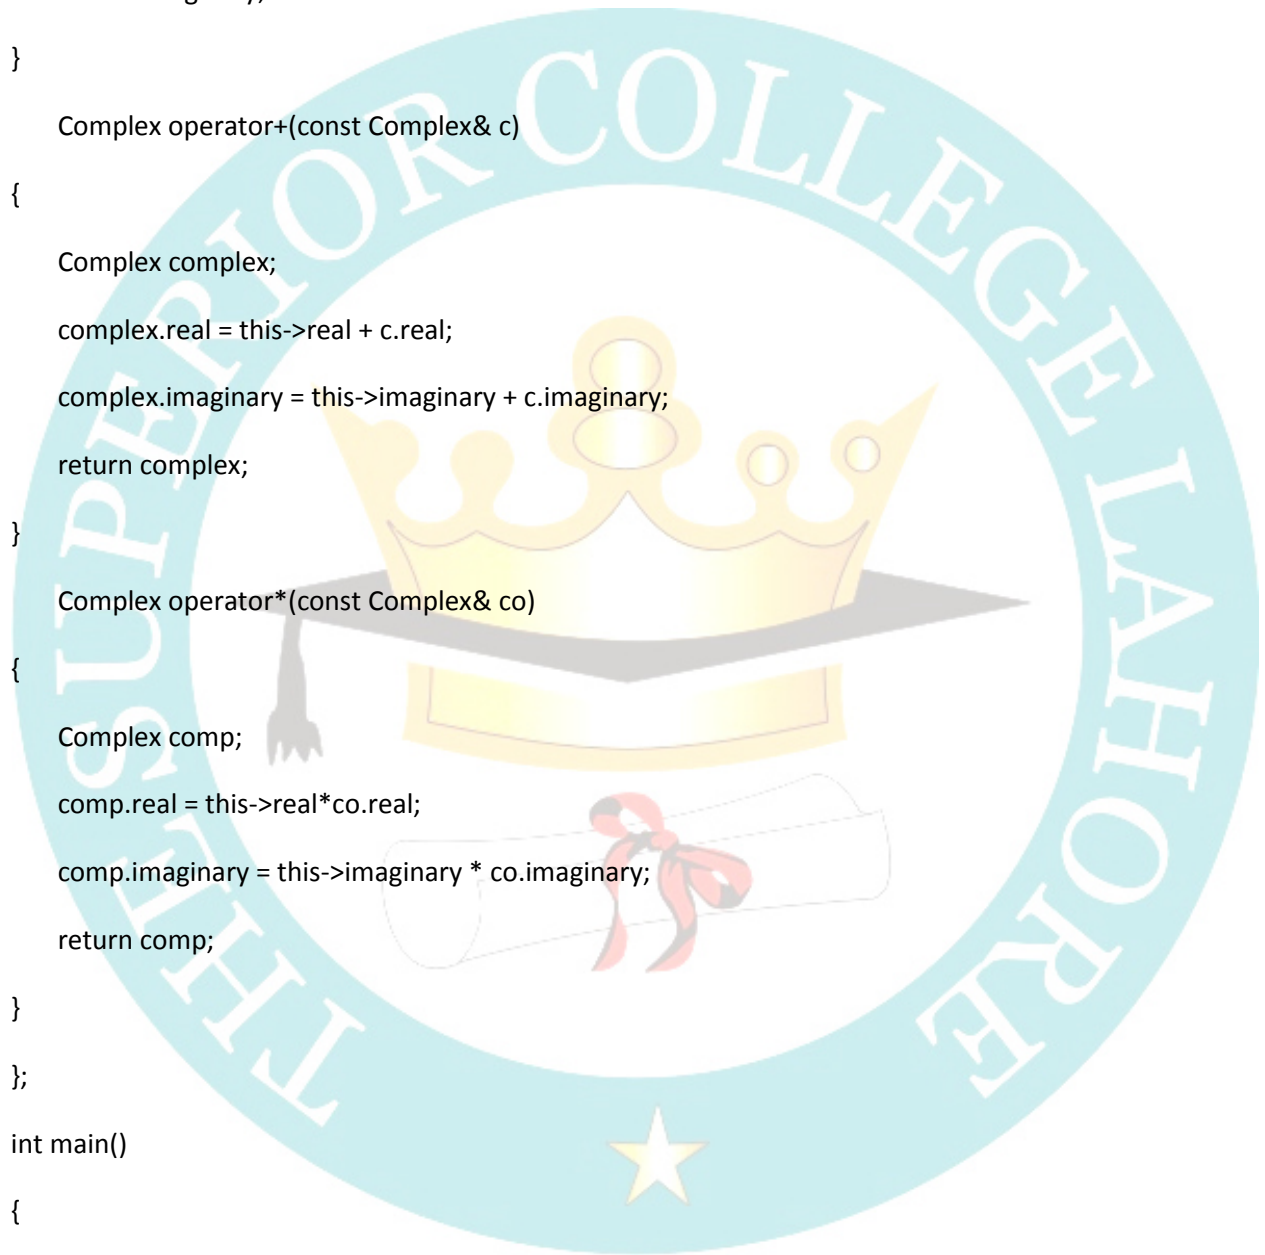 }
Complex operator+(const Complex& c)
{
Complex complex;
complex.real = this->real + c.real;
complex.imaginary = this->imaginary + c.imaginary;
return complex;
}
Complex operator*(const Complex& co)
{
Complex comp;
comp.real = this->real*co.real;
comp.imaginary = this->imaginary * co.imaginary;
return comp;
}
};
int main()
{
THE SUPERIOR COLLEGE LAHORE